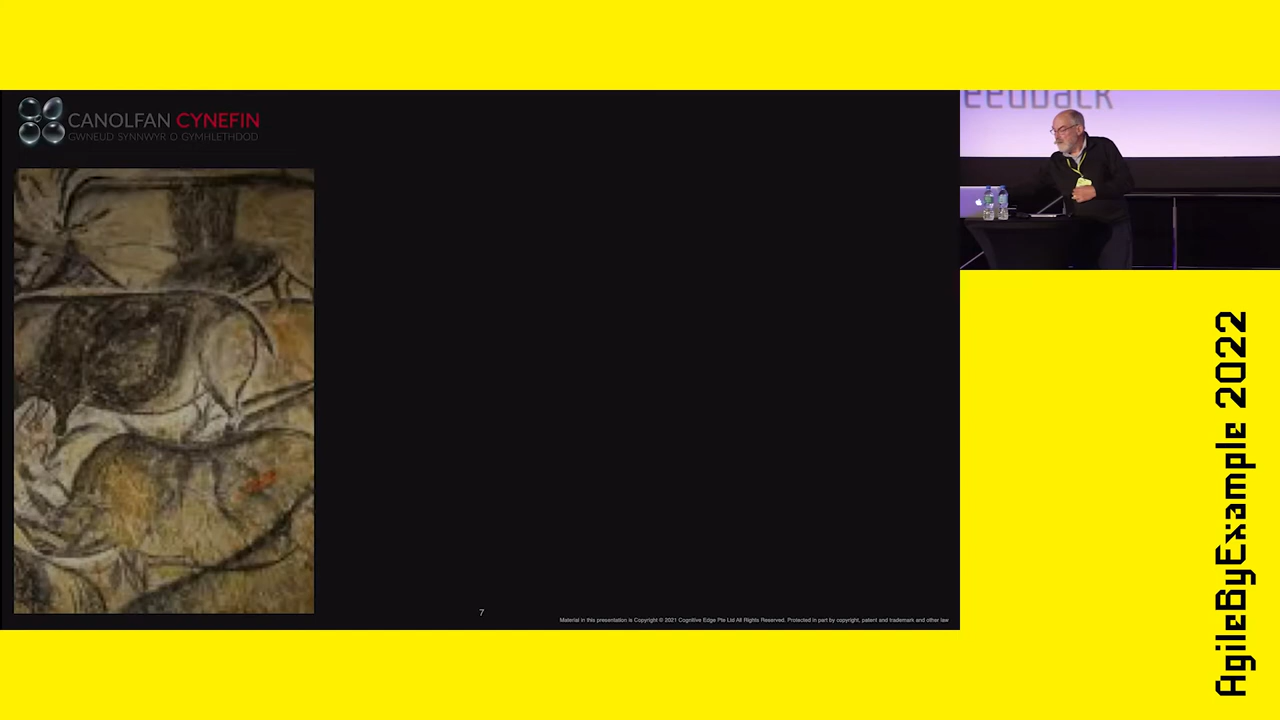 CANOLFAN CYNEFIN
GWNEUD SYNNWYR O GYMHLETHDOD
eedback
7
Material in this presentation is Copyright © 2021 Cognitive Edge Pte Ltd All Rights Reserved. Protected in part by copyright, patent and trademark and other law
AgileByExample 2022